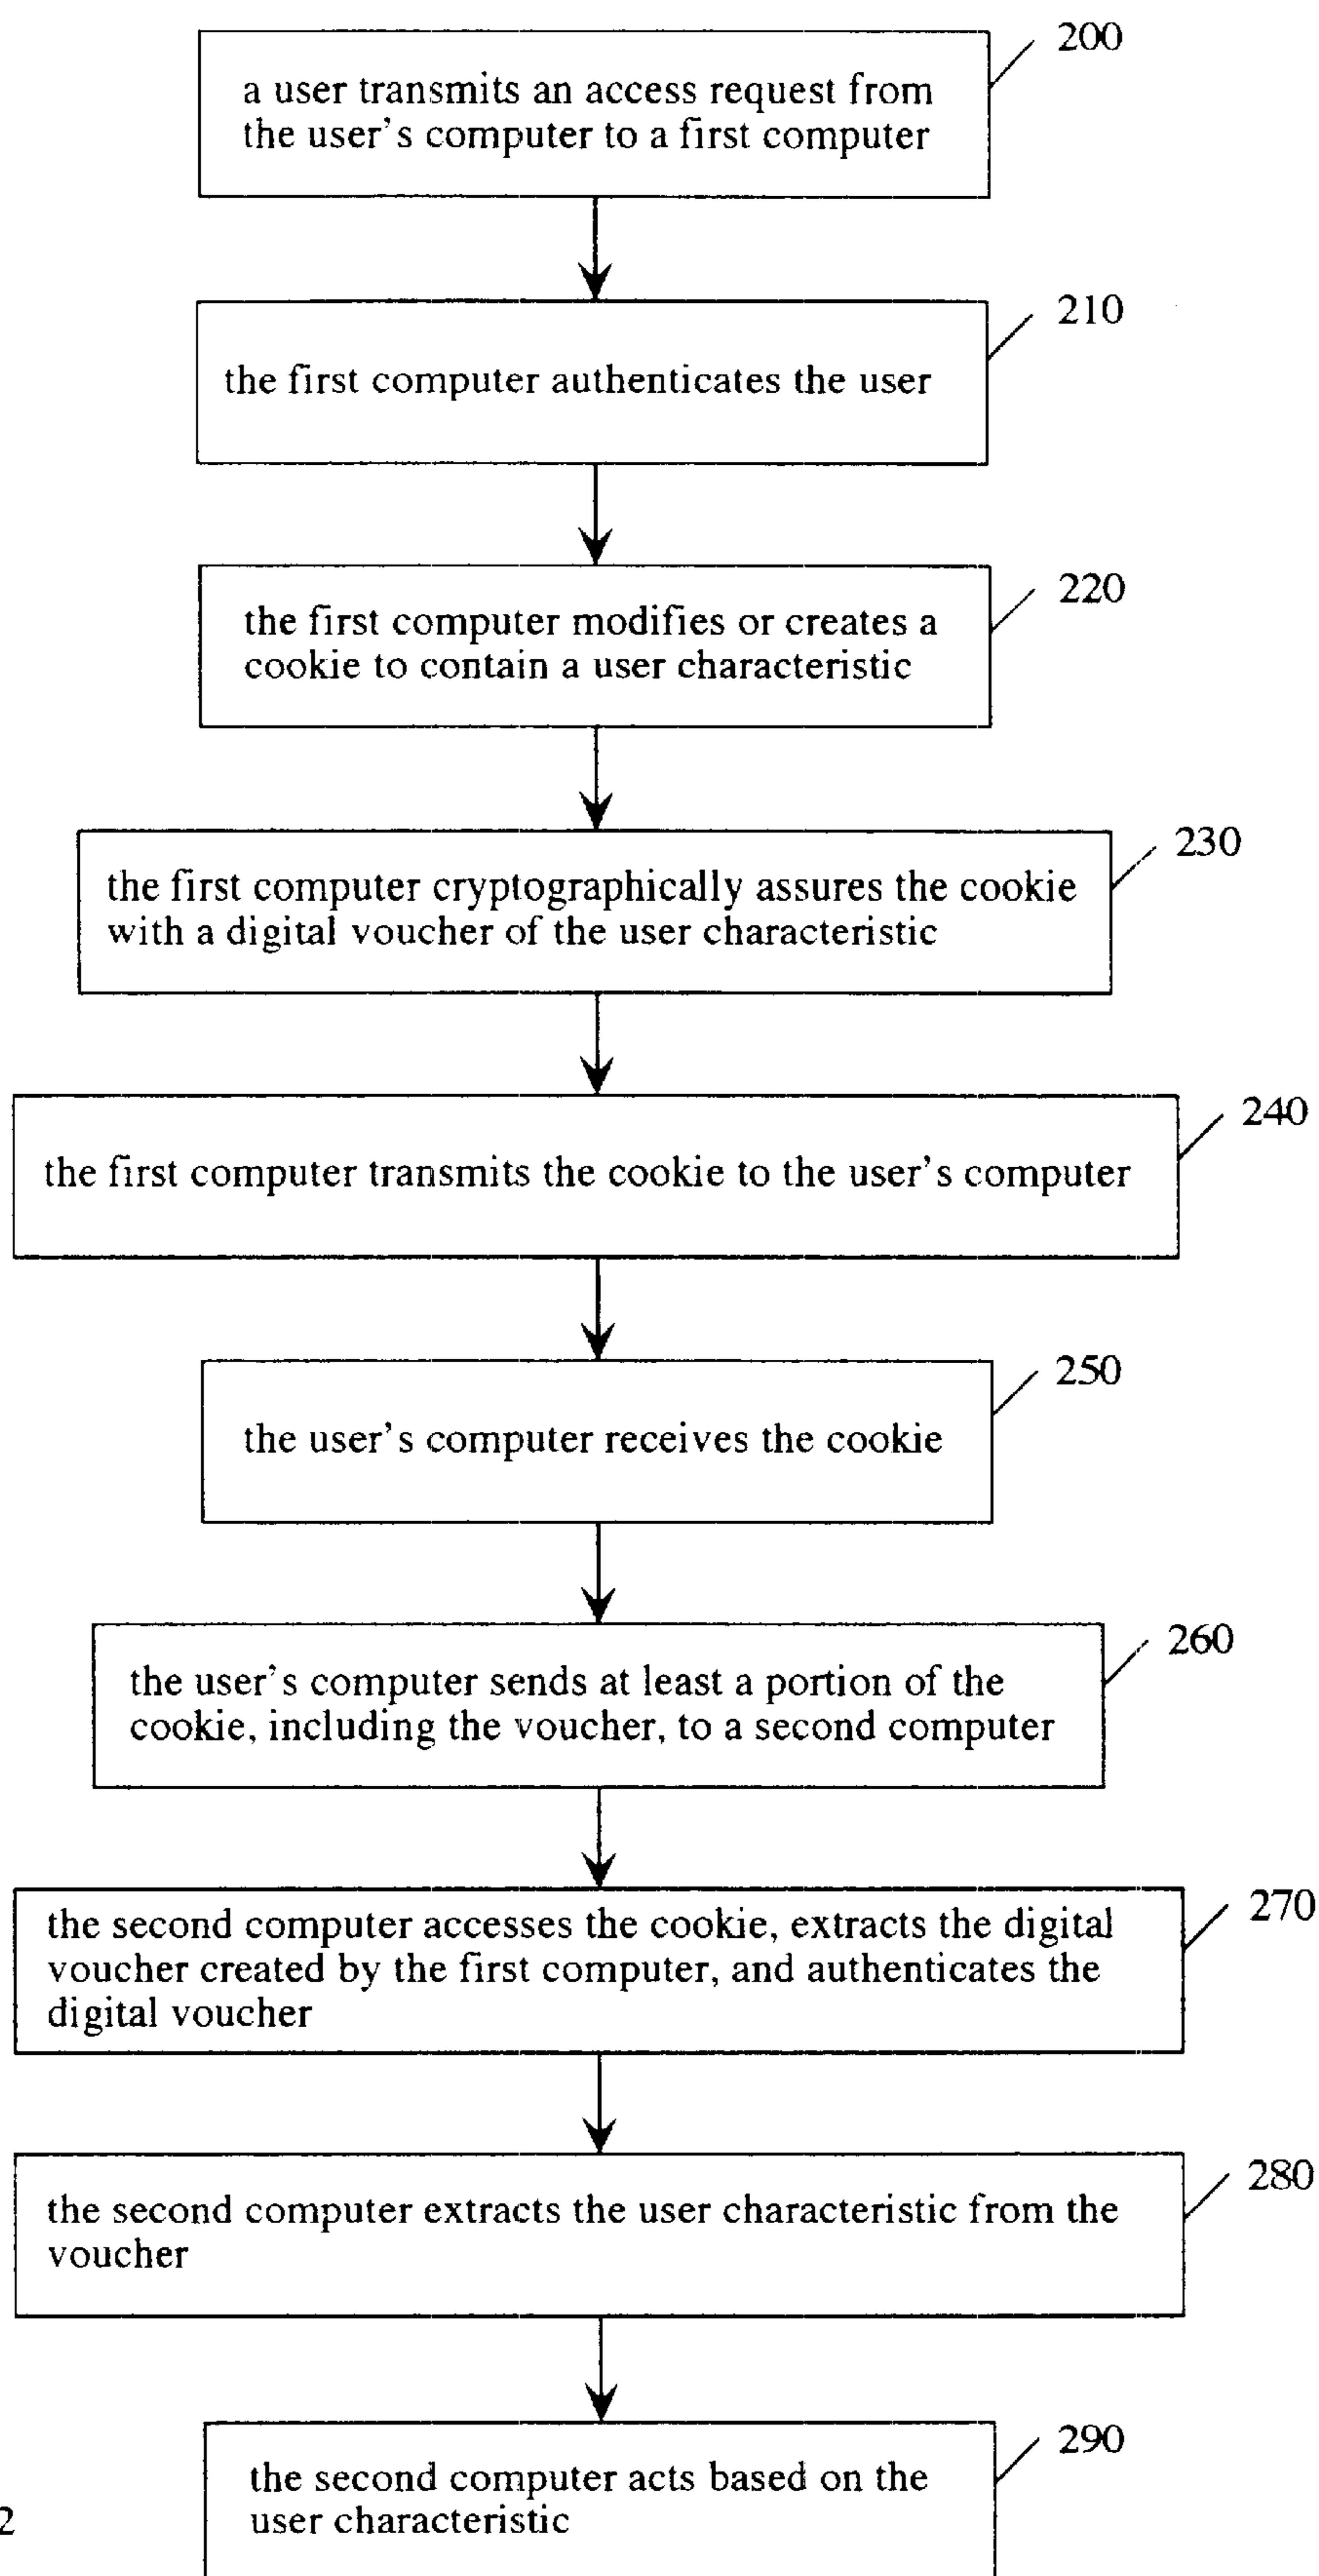 200
a user transmits an access request from
the user's computer to a first computer
210
the first computer authenticates the user
220
the first computer modifies or creates a
cookie to contain a user characteristic
230
the first computer cryptographically assures the cookie
with a digital voucher of the user characteristic
240
the first computer transmits the cookie to the user's computer
250
the user's computer receives the cookie
260
the user's computer sends at least a portion of the
cookie, including the voucher, to a second computer
270
the second computer accesses the cookie, extracts the digital
voucher created by the first computer, and authenticates the
digital voucher
280
the second computer extracts the user characteristic from the
voucher
290
the second computer acts based on the
user characteristic
2